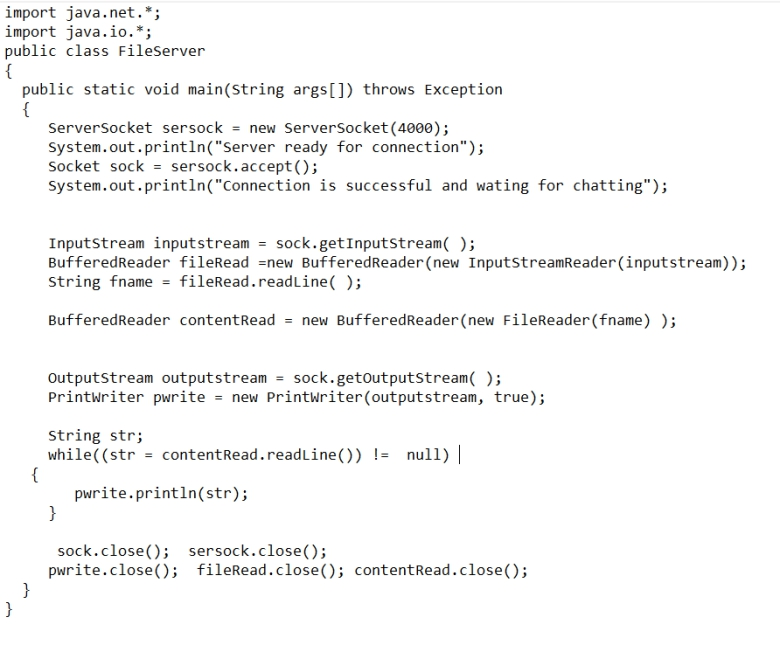 import java.net.*;
import java.io.*;
public class FileServer
{
  public static void main(String args[]) throws Exception
  {
     ServerSocket sersock = new ServerSocket(4000);
     System.out.println("Server ready for connection");
     Socket sock = sersock.accept();
     System.out.println("Connection is successful and wating for chatting");
     InputStream inputstream = sock.getInputStream( );
     BufferedReader fileRead =new BufferedReader(new InputStreamReader(inputstream));
     String fname = fileRead.readLine( );
     BufferedReader contentRead = new BufferedReader(new FileReader(fname) );
     OutputStream outputstream = sock.getOutputStream( );
     PrintWriter pwrite = new PrintWriter(outputstream, true);
     String str;
     while((str = contentRead.readLine()) !=  null)
   {
        pwrite.println(str);
     }
      sock.close();  sersock.close();
     pwrite.close();  fileRead.close(); contentRead.close();
  }
}